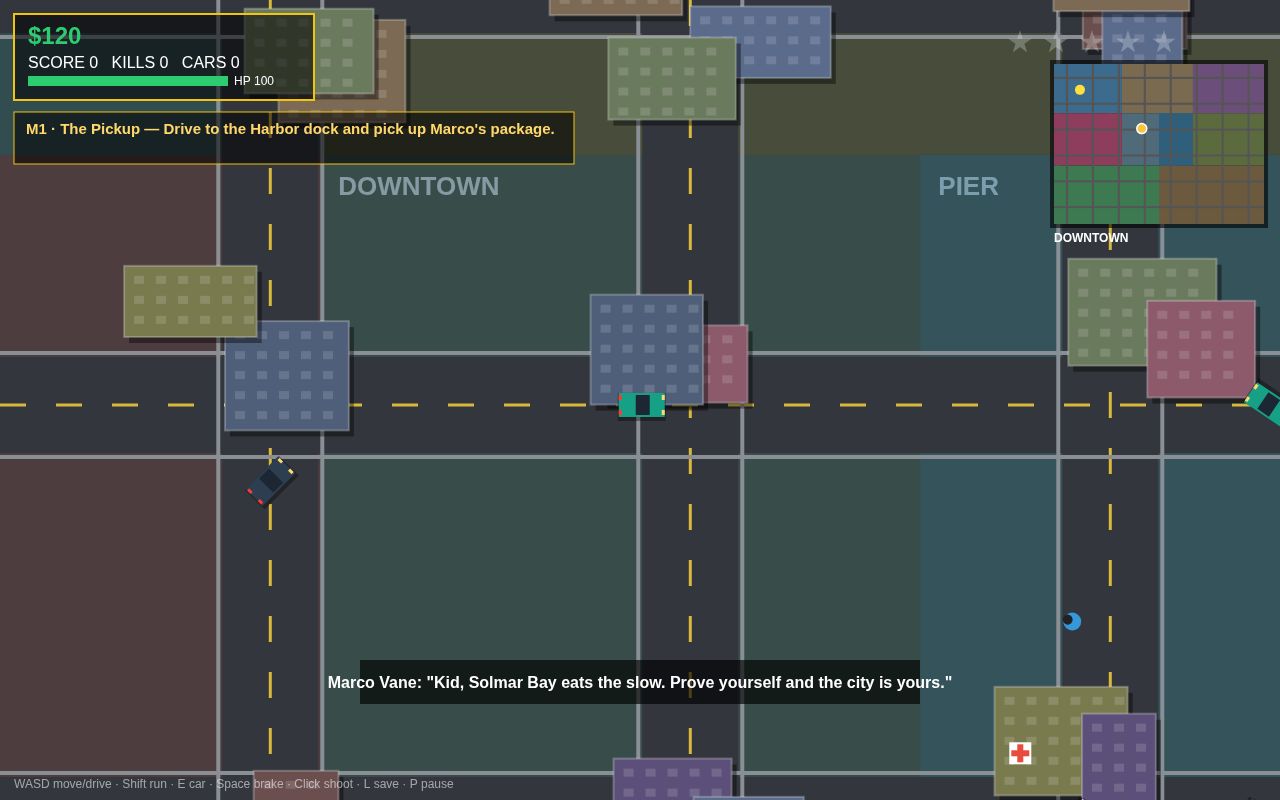 $120
SCORE 0 KILLS 0 CARS 0
HP 100
M1 · The Pickup — Drive to the Harbor dock and pick up Marco's package.
DOWNTOWN
PIER
DOWNTOWN
Marco Vane: "Kid, Solmar Bay eats the slow. Prove yourself and the city is yours."
WASD move/drive · Shift run · E car · Space brake · Click shoot · L save · P pause